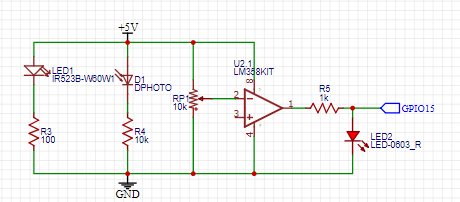 +5V
LED1
IR523B-W60W1
D1
DPHOTO
U2.1
LM358KIT
8
RP1
10k
2
3
1
4
R5
1k
GPIO15
R3
100
R4
10k
LED2
LED-0603_R
GND